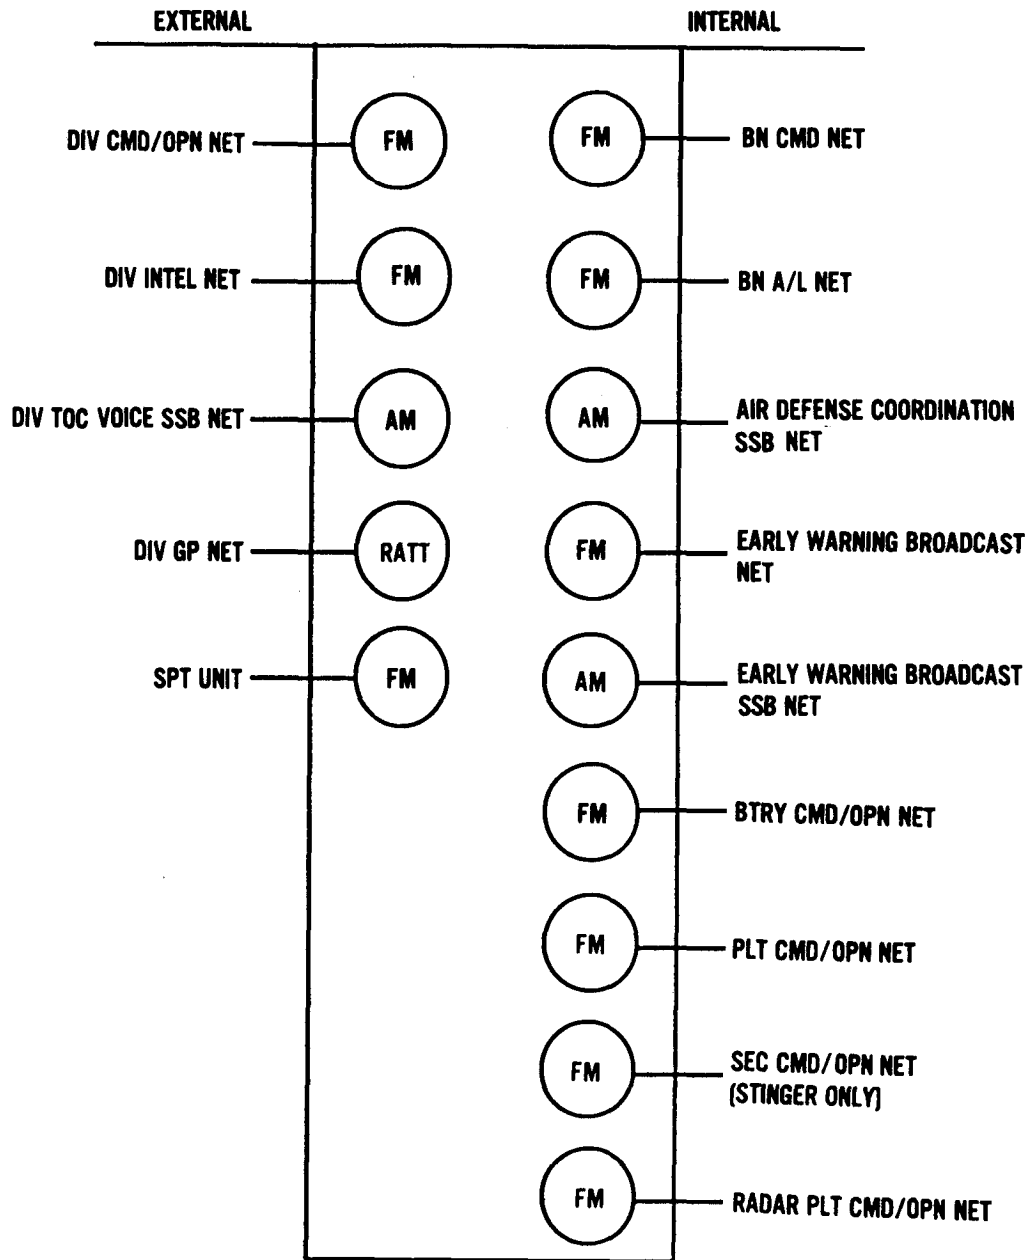 EXTERNAL
INTERNAL
DIV CMD/OPN NET
FM
FM
BN CMD NET
DIV INTEL NET
FM
FM
BN A/L NET
DIV TOC VOICE SSB NET
AM
AM
AIR DEFENSE COORDINATION
SSB NET
DIV GP NET
RATT
FM
EARLY WARNING BROADCAST
NET
SPT UNIT
FM
AM
EARLY WARNING BROADCAST
SSB NET
FM
BTRY CMD/OPN NET
FM
PLT CMD/OPN NET
FM
SEC CMD/OPN NET
(STINGER ONLY)
FM
RADAR PLT CMD/OPN NET